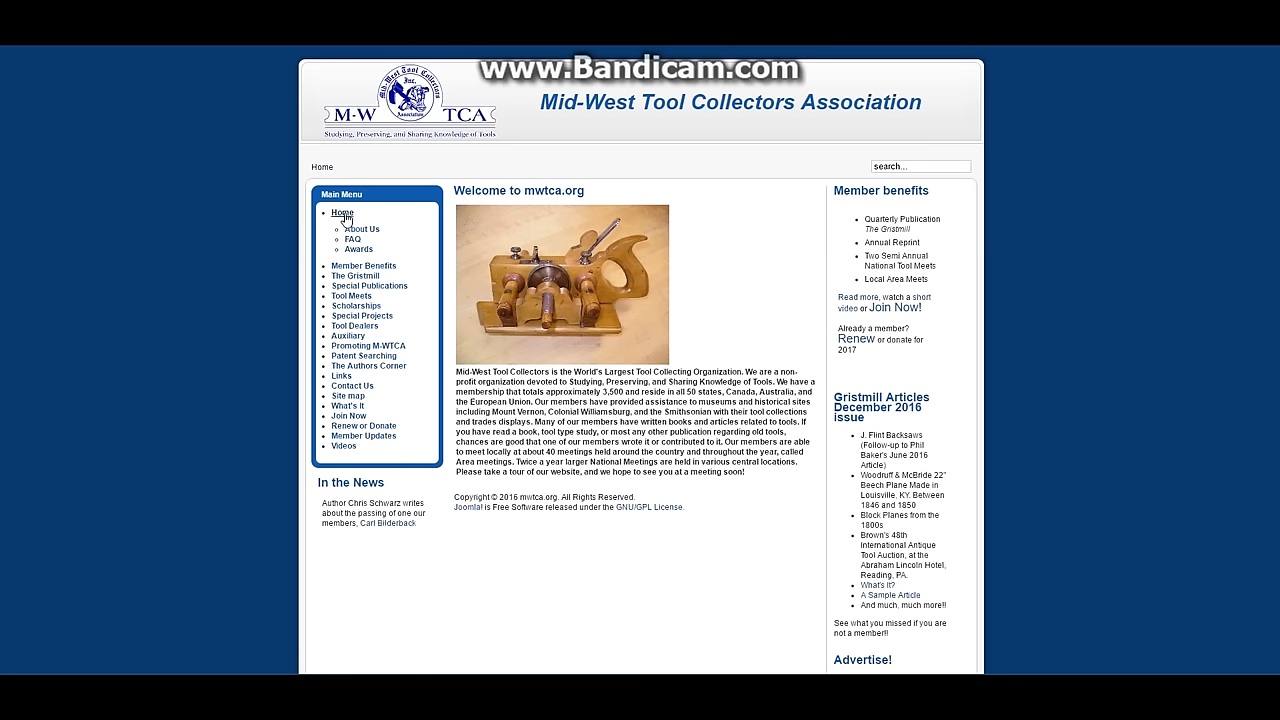 www.Bandicam.com
Mid-West Tool Collectors
Inc.
Association
M-W TCA
Studying, Preserving, and Sharing Knowledge of Tools
Mid-West Tool Collectors Association
Home
search...
Main Menu
Home
About Us
FAQ
Awards
Member Benefits
The Gristmill
Special Publications
Tool Meets
Scholarships
Special Projects
Tool Dealers
Auxiliary
Promoting M-WTCA
Patent Searching
The Authors Corner
Links
Contact Us
Site map
What's It
Join Now
Renew or Donate
Member Updates
Videos
In the News
Author Chris Schwarz writes
about the passing of one our
members, Carl Bilderback
Welcome to mwtca.org
Mid-West Tool Collectors is the World's Largest Tool Collecting Organization. We are a non-
profit organization devoted to Studying, Preserving, and Sharing Knowledge of Tools. We have a
membership that totals approximately 3,500 and reside in all 50 states, Canada, Australia, and
the European Union. Our members have provided assistance to museums and historical sites
including Mount Vernon, Colonial Williamsburg, and the Smithsonian with their tool collections
and trades displays. Many of our members have written books and articles related to tools. If
you have read a book, tool type study, or most any other publication regarding old tools,
chances are good that one of our members wrote it or contributed to it. Our members are able
to meet locally at about 40 meetings held around the country and throughout the year, called
Area meetings. Twice a year larger National Meetings are held in various central locations.
Please take a tour of our website, and we hope to see you at a meeting soon!
Copyright © 2016 mwtca.org. All Rights Reserved.
Joomla! is Free Software released under the GNU/GPL License.
Member benefits
Quarterly Publication
The Gristmill
Annual Reprint
Two Semi Annual
National Tool Meets
Local Area Meets
Read more, watch a short
video or Join Now!
Already a member?
Renew or donate for
2017
Gristmill Articles
December 2016
issue
J. Flint Backsaws
(Follow-up to Phil
Baker's June 2016
Article)
Woodruff & McBride 22"
Beech Plane Made in
Louisville, KY. Between
1846 and 1850
Block Planes from the
1800s
Brown's 48th
International Antique
Tool Auction, at the
Abraham Lincoln Hotel,
Reading, PA.
What's It?
A Sample Article
And much, much more!!
See what you missed if you are
not a member!!
Advertise!